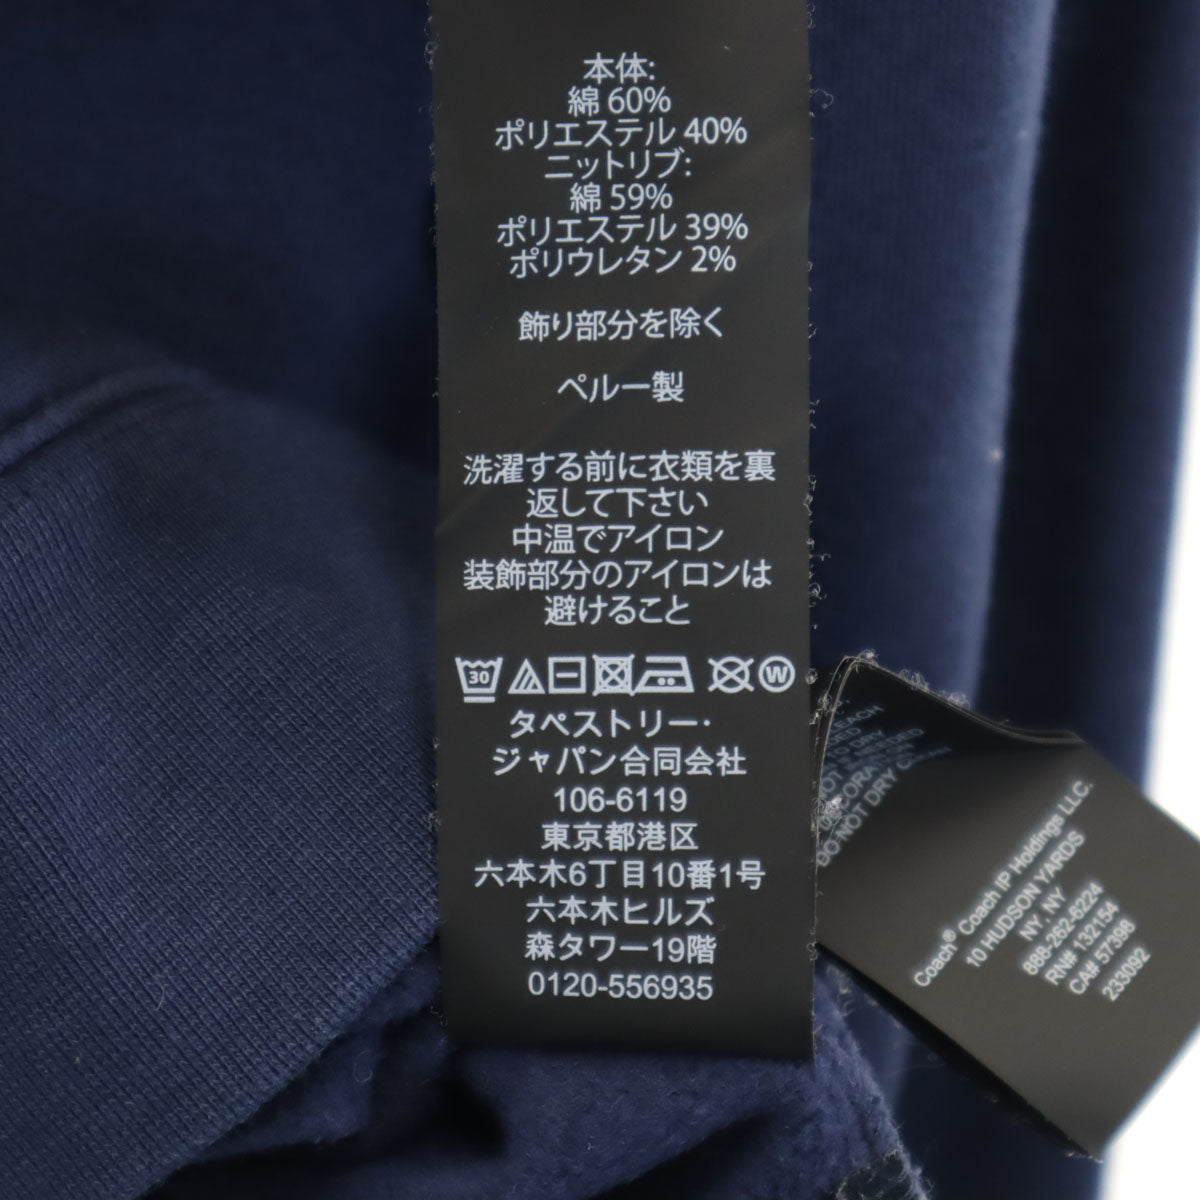 本体:
綿 60%
ポリエステル 40%
ニットリブ:
綿 59%
ポリエステル 39%
ポリウレタン 2%
飾り部分を除く
ペルー製
洗濯する前に衣類を裏
返して下さい
中温でアイロン
装飾部分のアイロンは
避けること
30 W
タペストリー・
ジャパン合同会社
106-6119
東京都港区
六本木6丁目10番1号
六本木ヒルズ
森タワー19階
0120-556935
DO NOT DRY
Coach® Coach IP Holdings LLC.
10 HUDSON YARDS
NY, NY
888-262-6224
RN# 132154
CA# 57398
233092